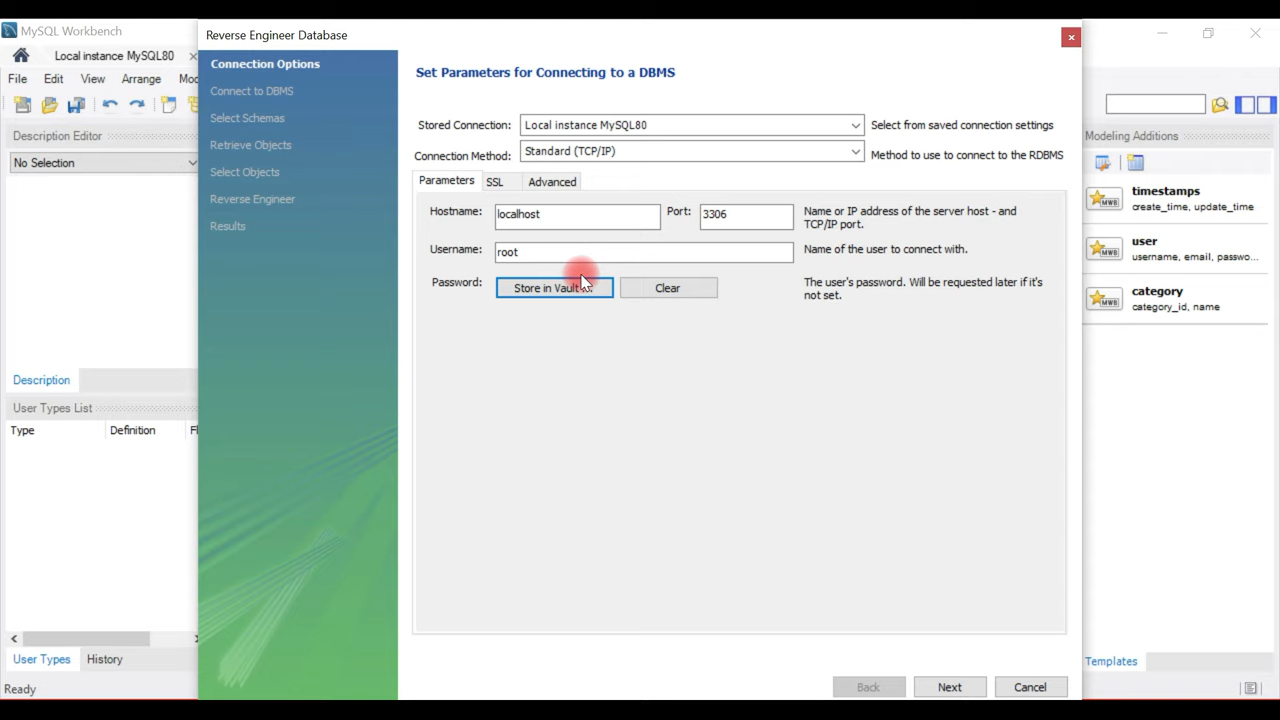 MySQL Workbench
Reverse Engineer Database
Local instance MySQL80
File Edit View Arrange
Description Editor
No Selection
Description
User Types List
Type Definition
User Types History
Ready
Connection Options
Connect to DBMS
Select Schemas
Retrieve Objects
Select Objects
Reverse Engineer
Results
Set Parameters for Connecting to a DBMS
Stored Connection: Local instance MySQL80 Select from saved connection settings
Connection Method: Standard (TCP/IP) Method to use to connect to the RDBMS
Parameters SSL Advanced
Hostname: localhost Port: 3306 Name or IP address of the server host - and
TCP/IP port.
Username: root Name of the user to connect with.
Password: Store in Vault Clear The user's password. Will be requested later if it's
not set.
Back Next Cancel
Modeling Additions
MWB timestamps
create_time, update_time
MWB user
username, email, passwo...
MWB category
category_id, name
Templates